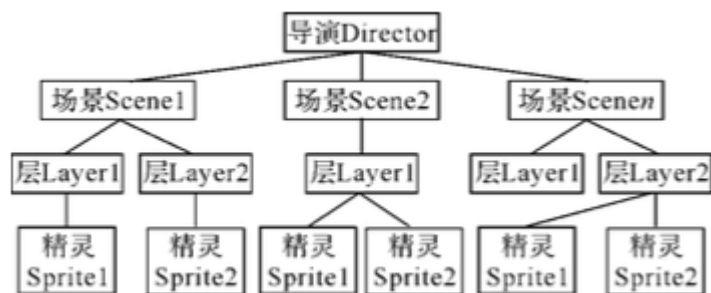 导演Director
场景Scene1
场景Scene2
场景Scenen
层Layer1
层Layer2
层Layer1
层Layer1
层Layer2
精灵
Sprite1
精灵
Sprite2
精灵
Sprite1
精灵
Sprite2
精灵
Sprite1
精灵
Sprite2